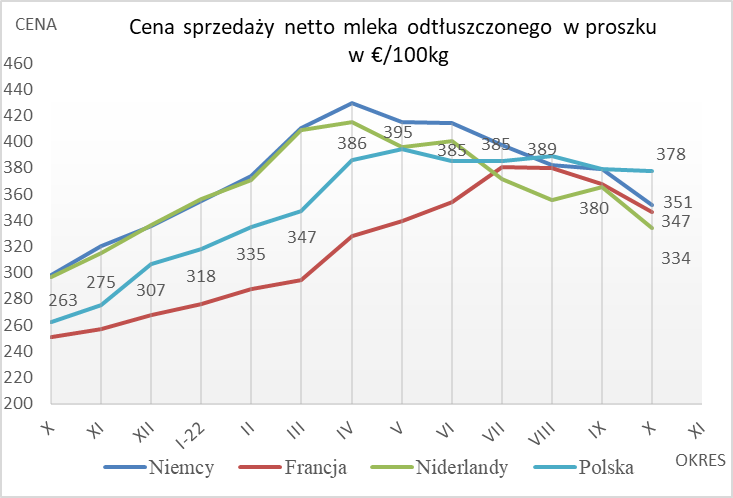 CENA
Cena sprzedaży netto mleka odtłuszczonego w proszku
w €/100kg
460
440
420
400
380
360
340
320
300
280
260
240
220
200
263
275
307
318
335
347
386
395
385
385
389
380
378
351
347
334
X
XI
XII
I-22
II
III
IV
V
VI
VII
VIII
IX
X
XI
OKRES
Niemcy Francja Niderlandy Polska